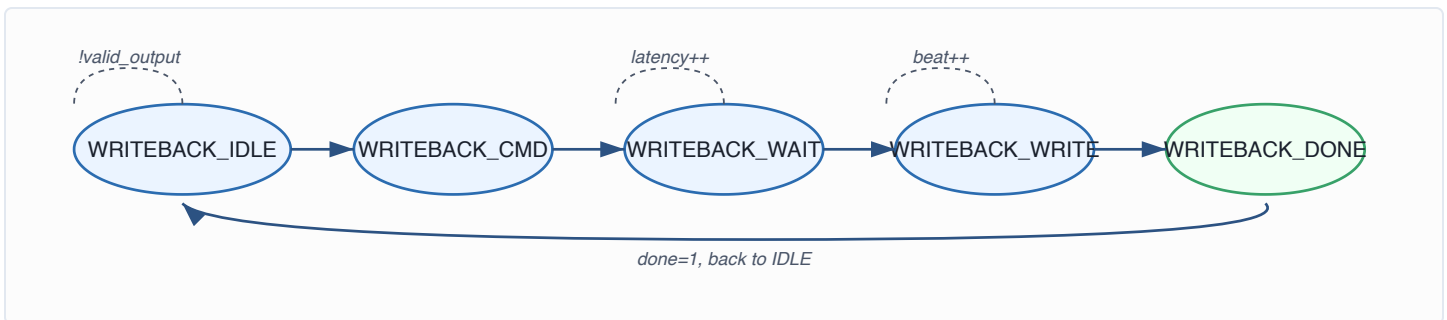 !valid_output
latency++
beat++
WRITEBACK_IDLE
WRITEBACK_CMD
WRITEBACK_WAIT
WRITEBACK_WRITE
WRITEBACK_DONE
done=1, back to IDLE